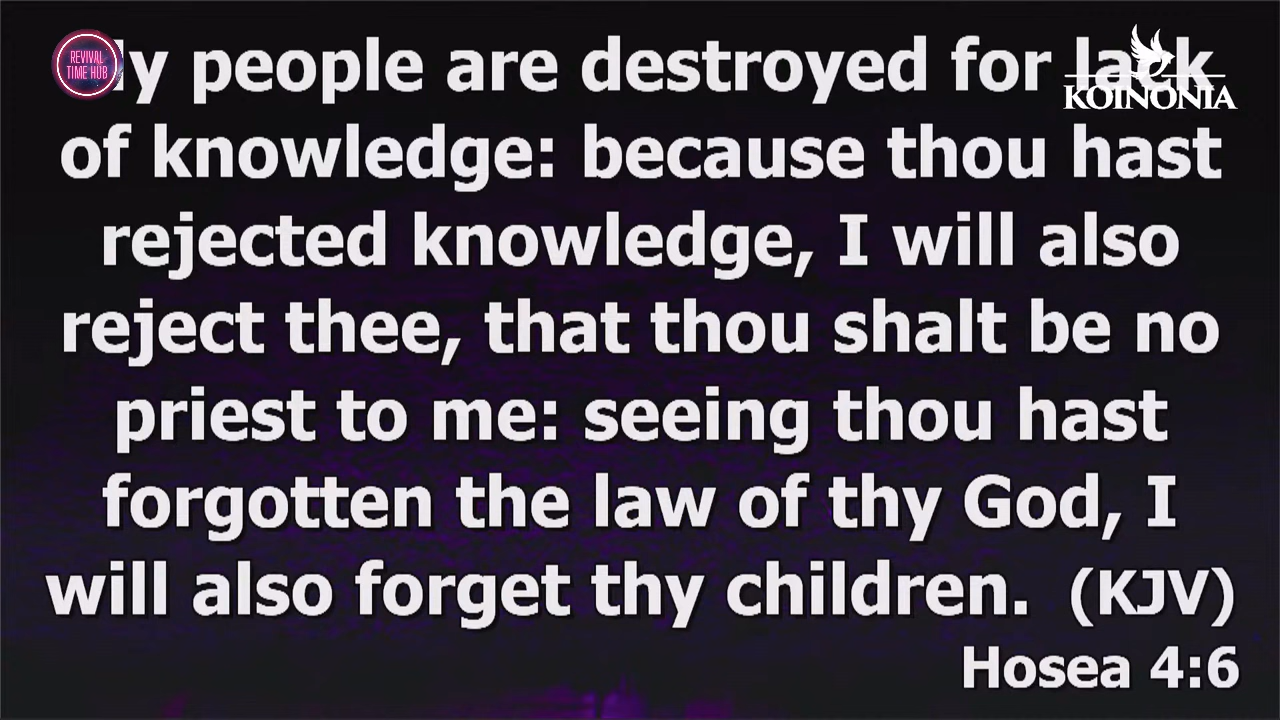 REVIVAL
TIME HUB
KOINONIA
My people are destroyed for lack
of knowledge: because thou hast
rejected knowledge, I will also
reject thee, that thou shalt be no
priest to me: seeing thou hast
forgotten the law of thy God, I
will also forget thy children. (KJV)
Hosea 4:6